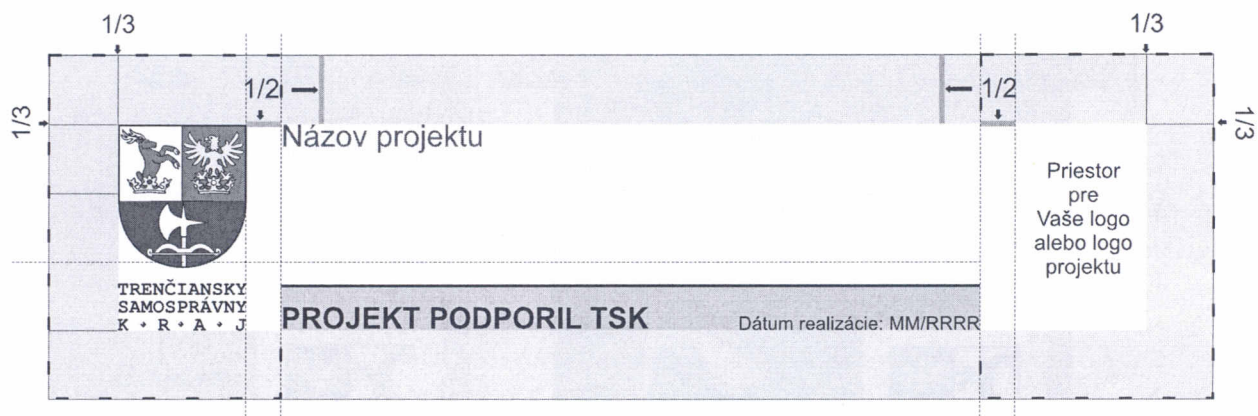 1/3
1/3
1/2
1/2
1/3
1/3
Názov projektu
Priestor
pre
Vaše logo
alebo logo
projektu
TRENČIANSKY
SAMOSPRÁVNY
K · R · A · J
PROJEKT PODPORIL TSK
Dátum realizácie: MM/RRRR